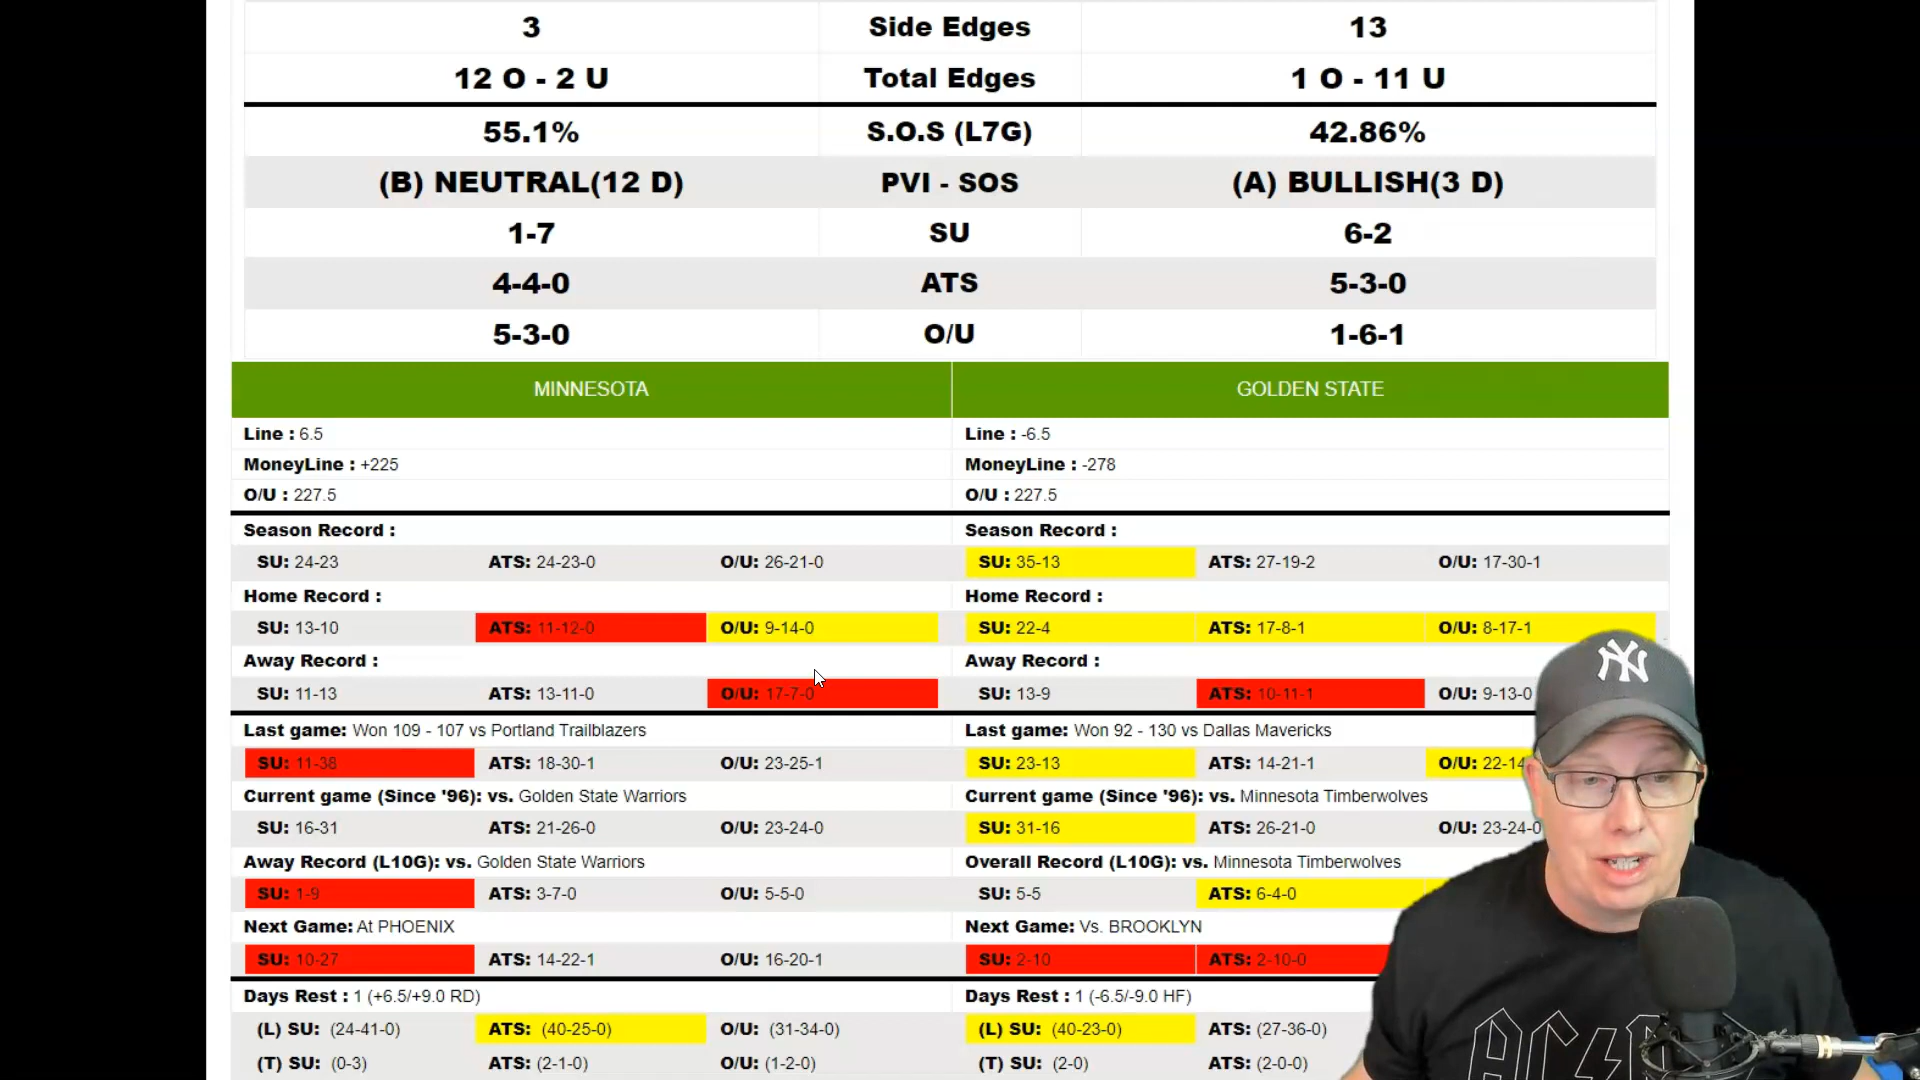 3 Side Edges 13
12 O - 2 U Total Edges 1 O - 11 U
55.1% S.O.S (L7G) 42.86%
(B) NEUTRAL(12 D) PVI - SOS (A) BULLISH(3 D)
1-7 SU 6-2
4-4-0 ATS 5-3-0
5-3-0 O/U 1-6-1
MINNESOTA GOLDEN STATE
Line : 6.5 Line : -6.5
MoneyLine : +225 MoneyLine : -278
O/U : 227.5 O/U : 227.5
Season Record : Season Record :
SU: 24-23 ATS: 24-23-0 O/U: 26-21-0 SU: 35-13 ATS: 27-19-2 O/U: 17-30-1
Home Record : Home Record :
SU: 13-10 ATS: 11-12-0 O/U: 9-14-0 SU: 22-4 ATS: 17-8-1 O/U: 8-17-1
Away Record : Away Record :
SU: 11-13 ATS: 13-11-0 O/U: 17-7-0 SU: 13-9 ATS: 10-11-1 O/U: 9-13-0
Last game: Won 109 - 107 vs Portland Trailblazers Last game: Won 92 - 130 vs Dallas Mavericks
SU: 11-38 ATS: 18-30-1 O/U: 23-25-1 SU: 23-13 ATS: 14-21-1 O/U: 22-14
Current game (Since '96): vs. Golden State Warriors Current game (Since '96): vs. Minnesota Timberwolves
SU: 16-31 ATS: 21-26-0 O/U: 23-24-0 SU: 31-16 ATS: 26-21-0 O/U: 23-24-0
Away Record (L10G): vs. Golden State Warriors Overall Record (L10G): vs. Minnesota Timberwolves
SU: 1-9 ATS: 3-7-0 O/U: 5-5-0 SU: 5-5 ATS: 6-4-0
Next Game: At PHOENIX Next Game: Vs. BROOKLYN
SU: 10-27 ATS: 14-22-1 O/U: 16-20-1 SU: 2-10 ATS: 2-10-0
Days Rest : 1 (+6.5/+9.0 RD) Days Rest : 1 (-6.5/-9.0 HF)
(L) SU: (24-41-0) ATS: (40-25-0) O/U: (31-34-0) (L) SU: (40-23-0) ATS: (27-36-0)
(T) SU: (0-3) ATS: (2-1-0) O/U: (1-2-0) (T) SU: (2-0) ATS: (2-0-0)
NY
AC/D